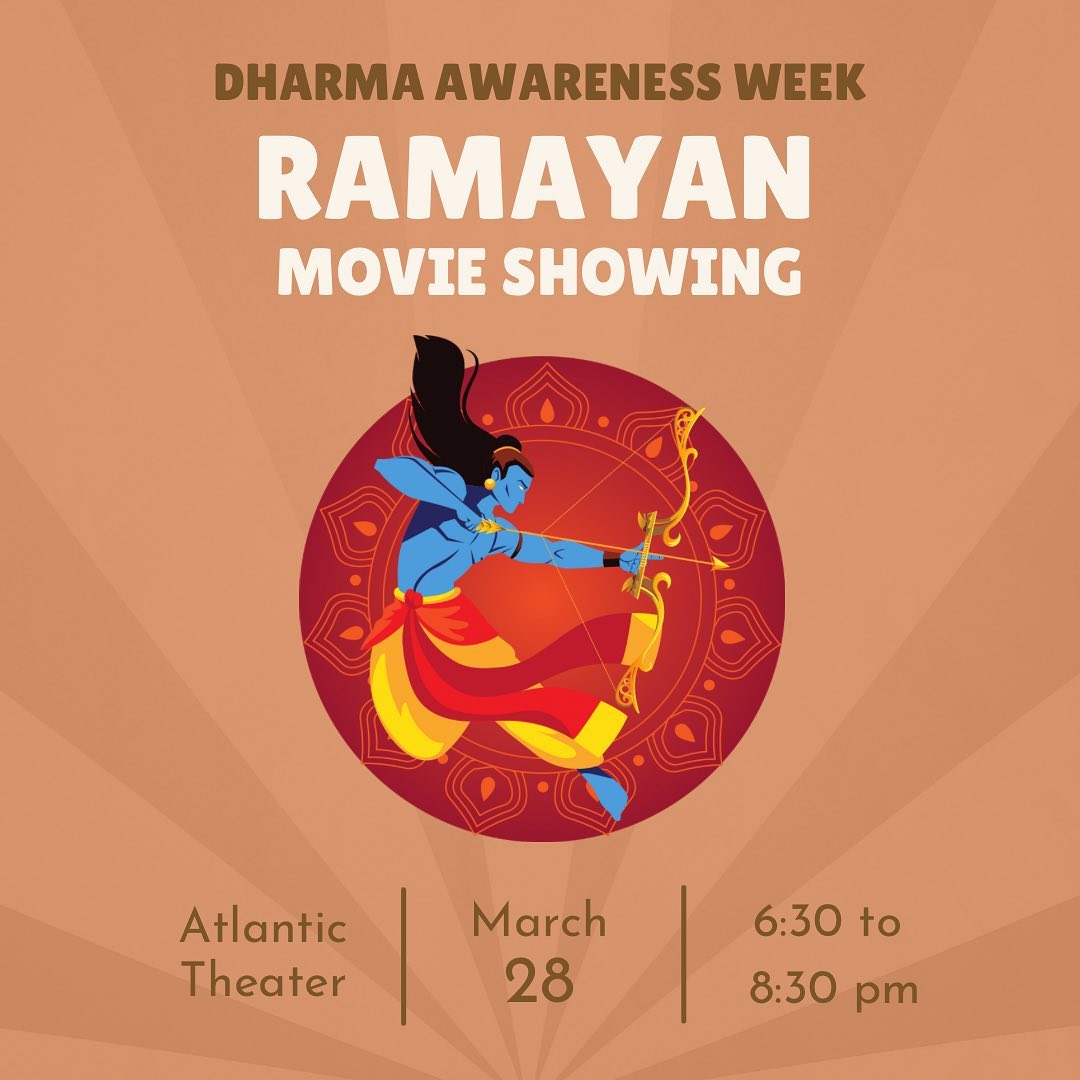 DHARMA AWARENESS WEEK
RAMAYAN
MOVIE SHOWING
Atlantic
Theater
March
28
6:30 to
8:30 pm